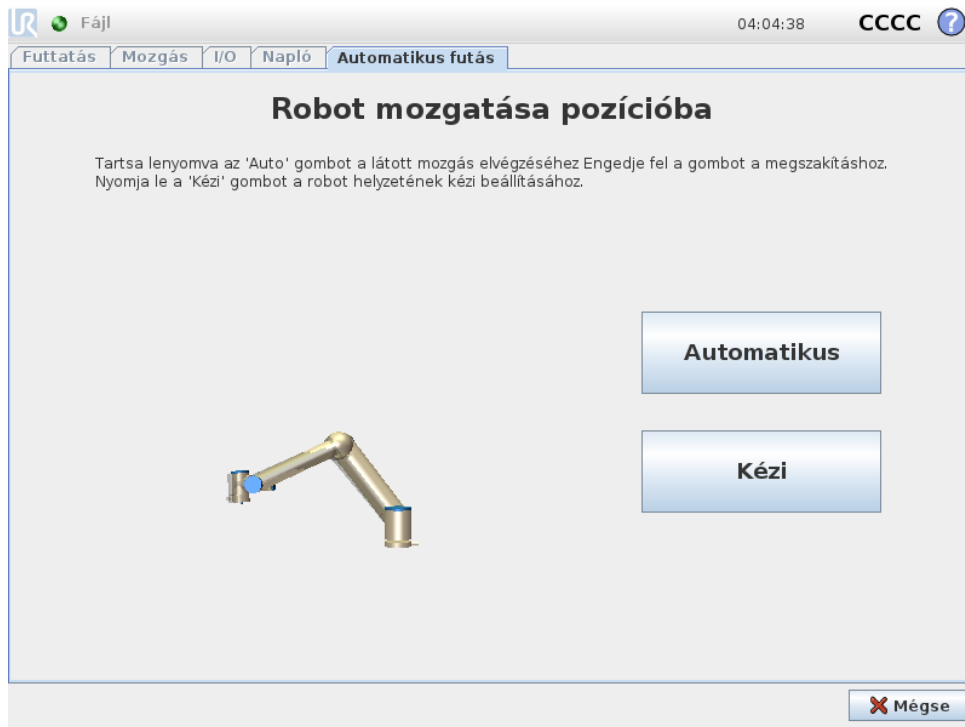 UR Fájl 04:04:38 CCCC ?
Futtatás Mozgás I/O Napló Automatikus futás
Robot mozgatása pozícióba
Tartsa lenyomva az 'Auto' gombot a látott mozgás elvégzéséhez Engedje fel a gombot a megszakításhoz.
Nyomja le a 'Kézi' gombot a robot helyzetének kézi beállításához.
Automatikus
Kézi
Mégse